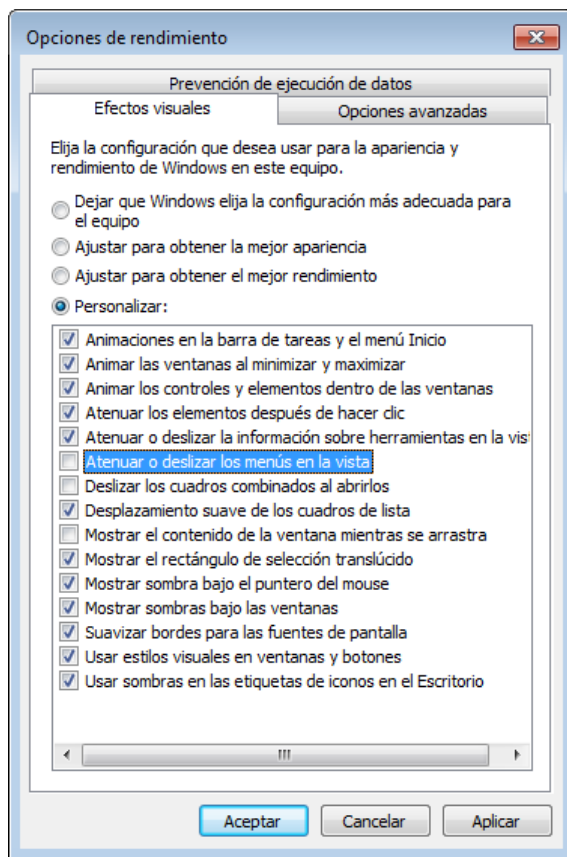 Opciones de rendimiento
Prevención de ejecución de datos
Efectos visuales
Opciones avanzadas
Elija la configuración que desea usar para la apariencia y
rendimiento de Windows en este equipo.
Dejar que Windows elija la configuración más adecuada para
el equipo
Ajustar para obtener la mejor apariencia
Ajustar para obtener el mejor rendimiento
Personalizar:
Animaciones en la barra de tareas y el menú Inicio
Animar las ventanas al minimizar y maximizar
Animar los controles y elementos dentro de las ventanas
Atenuar los elementos después de hacer clic
Atenuar o deslizar la información sobre herramientas en la vis
Atenuar o deslizar los menús en la vista
Deslizar los cuadros combinados al abrirlos
Desplazamiento suave de los cuadros de lista
Mostrar el contenido de la ventana mientras se arrastra
Mostrar el rectángulo de selección translúcido
Mostrar sombra bajo el puntero del mouse
Mostrar sombras bajo las ventanas
Suavizar bordes para las fuentes de pantalla
Usar estilos visuales en ventanas y botones
Usar sombras en las etiquetas de iconos en el Escritorio
Aceptar
Cancelar
Aplicar